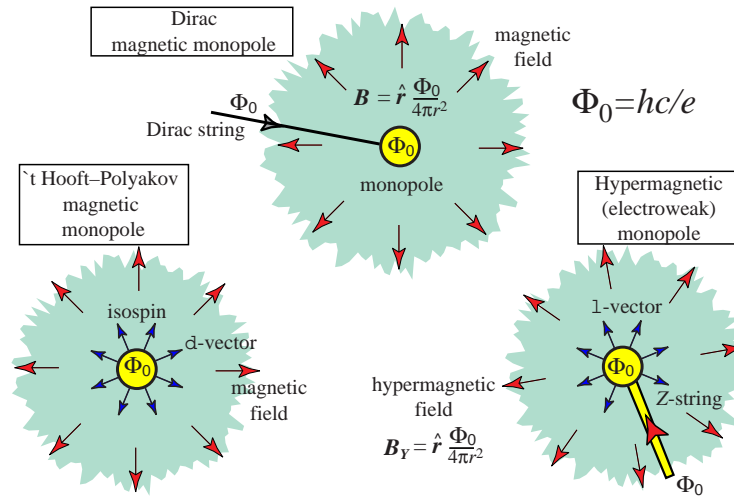 Dirac
magnetic monopole
magnetic
field
B = r̂ Φ₀/4πr²
Φ₀=hc/e
Φ₀
Dirac string
Φ₀
monopole
`t Hooft–Polyakov
magnetic
monopole
isospin
d-vector
Φ₀
magnetic
field
Hypermagnetic
(electroweak)
monopole
l-vector
Φ₀
Z-string
hypermagnetic
field
B_Y = r̂ Φ₀/4πr²
Φ₀